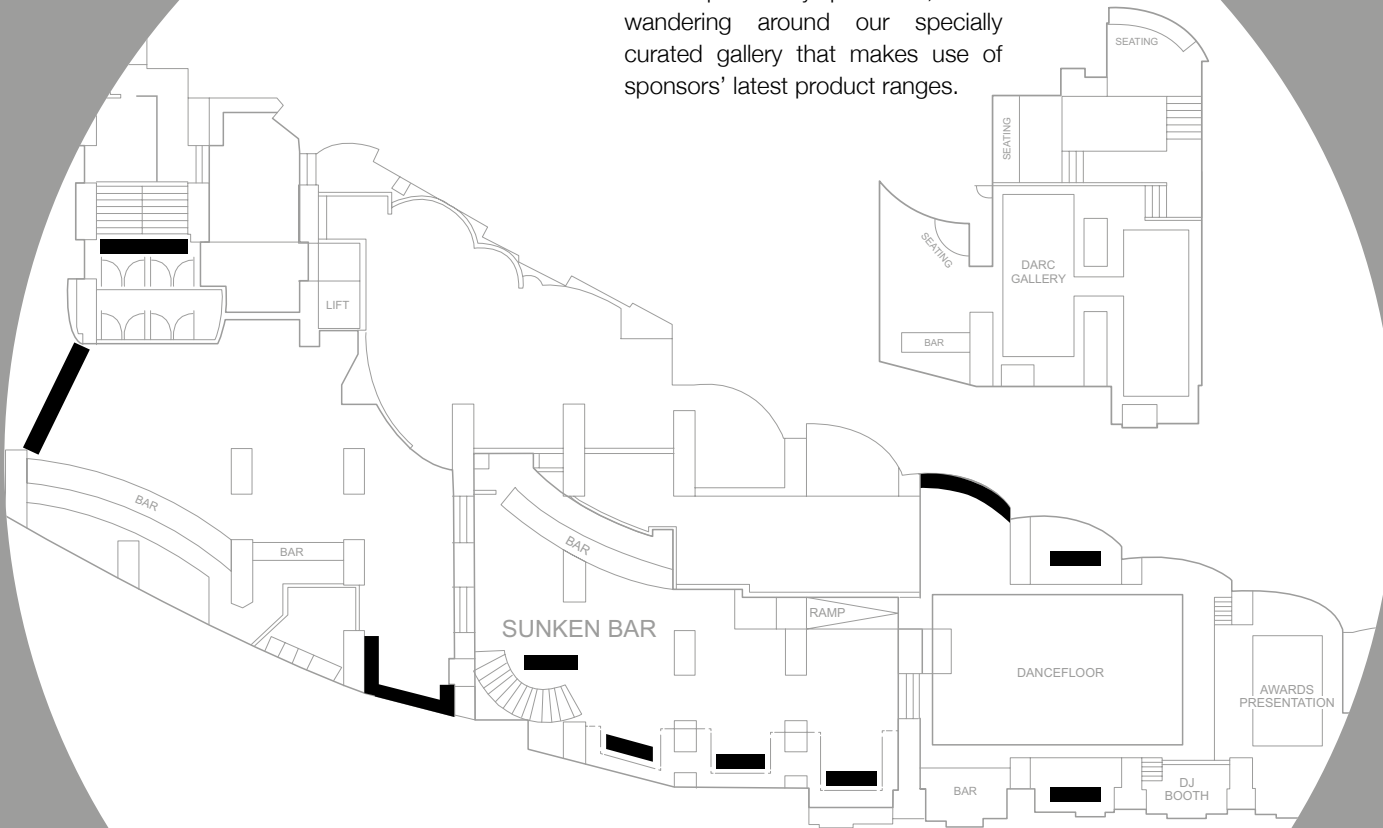 wandering around our specially
curated gallery that makes use of
sponsors’ latest product ranges.
SEATING
SEATING
SEATING
DARC
GALLERY
BAR
LIFT
BAR
BAR
BAR
SUNKEN BAR
RAMP
DANCEFLOOR
AWARDS
PRESENTATION
BAR
DJ
BOOTH